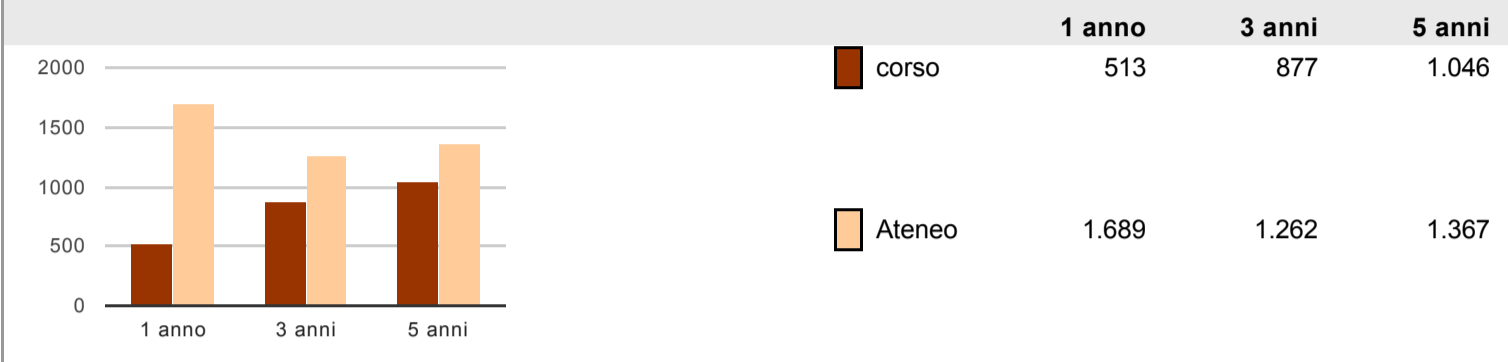 1 anno 3 anni 5 anni
2000
1500
1000
500
0
1 anno 3 anni 5 anni
corso 513 877 1.046
Ateneo 1.689 1.262 1.367